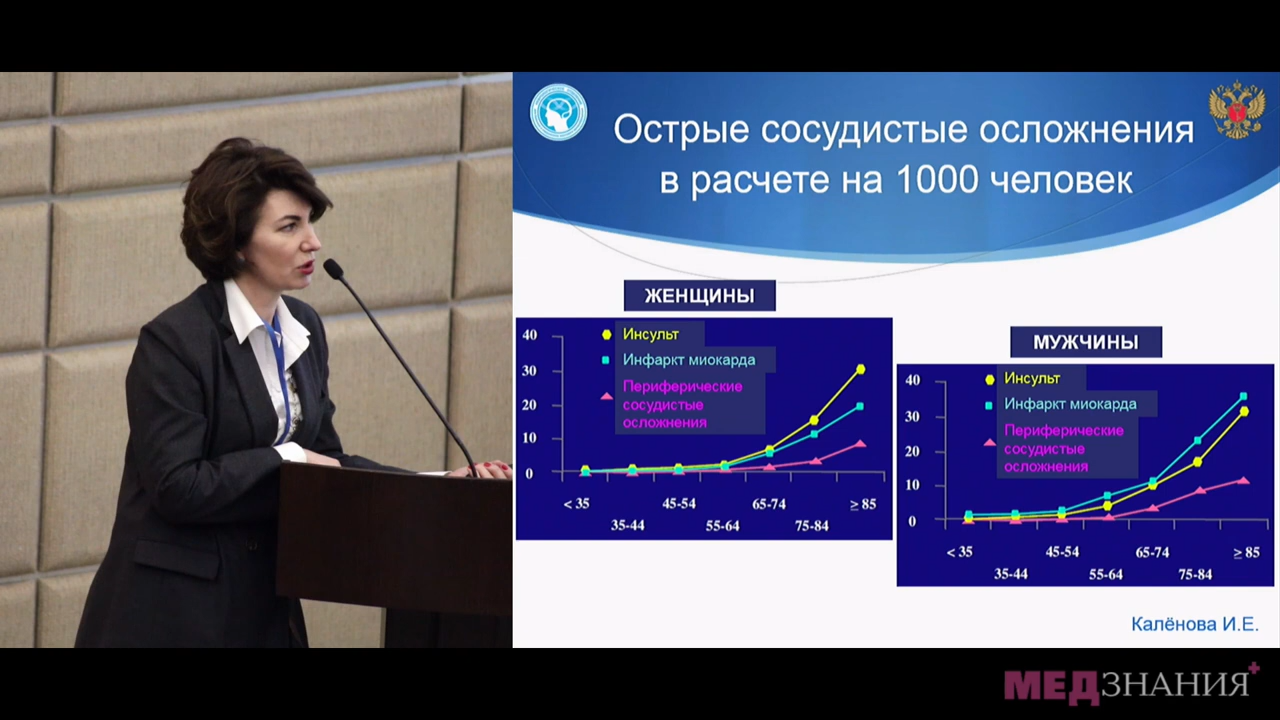 Острые сосудистые осложнения
в расчете на 1000 человек
ЖЕНЩИНЫ
40
30
20
10
0
Инсульт
Инфаркт миокарда
Периферические
сосудистые
осложнения
< 35
35-44
45-54
55-64
65-74
75-84
≥ 85
МУЖЧИНЫ
40
30
20
10
0
Инсульт
Инфаркт миокарда
Периферические
сосудистые
осложнения
< 35
35-44
45-54
55-64
65-74
75-84
≥ 85
Калёнова И.Е.
МЕДЗНАНИЯ